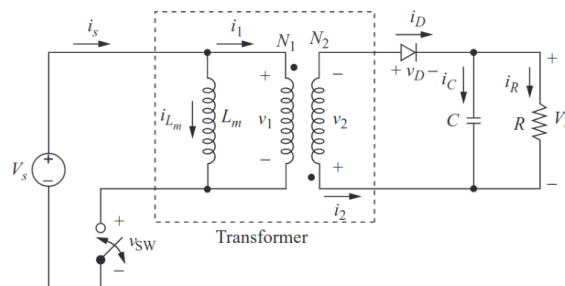 i_s
i_1
N_1 N_2
i_D
+ v_D −
i_C
i_R
+
+
−
V_s
+
−
i_{L_m}
L_m
v_1
v_2
C
R
V
−
+
−
i_2
+
v_SW
−
Transformer